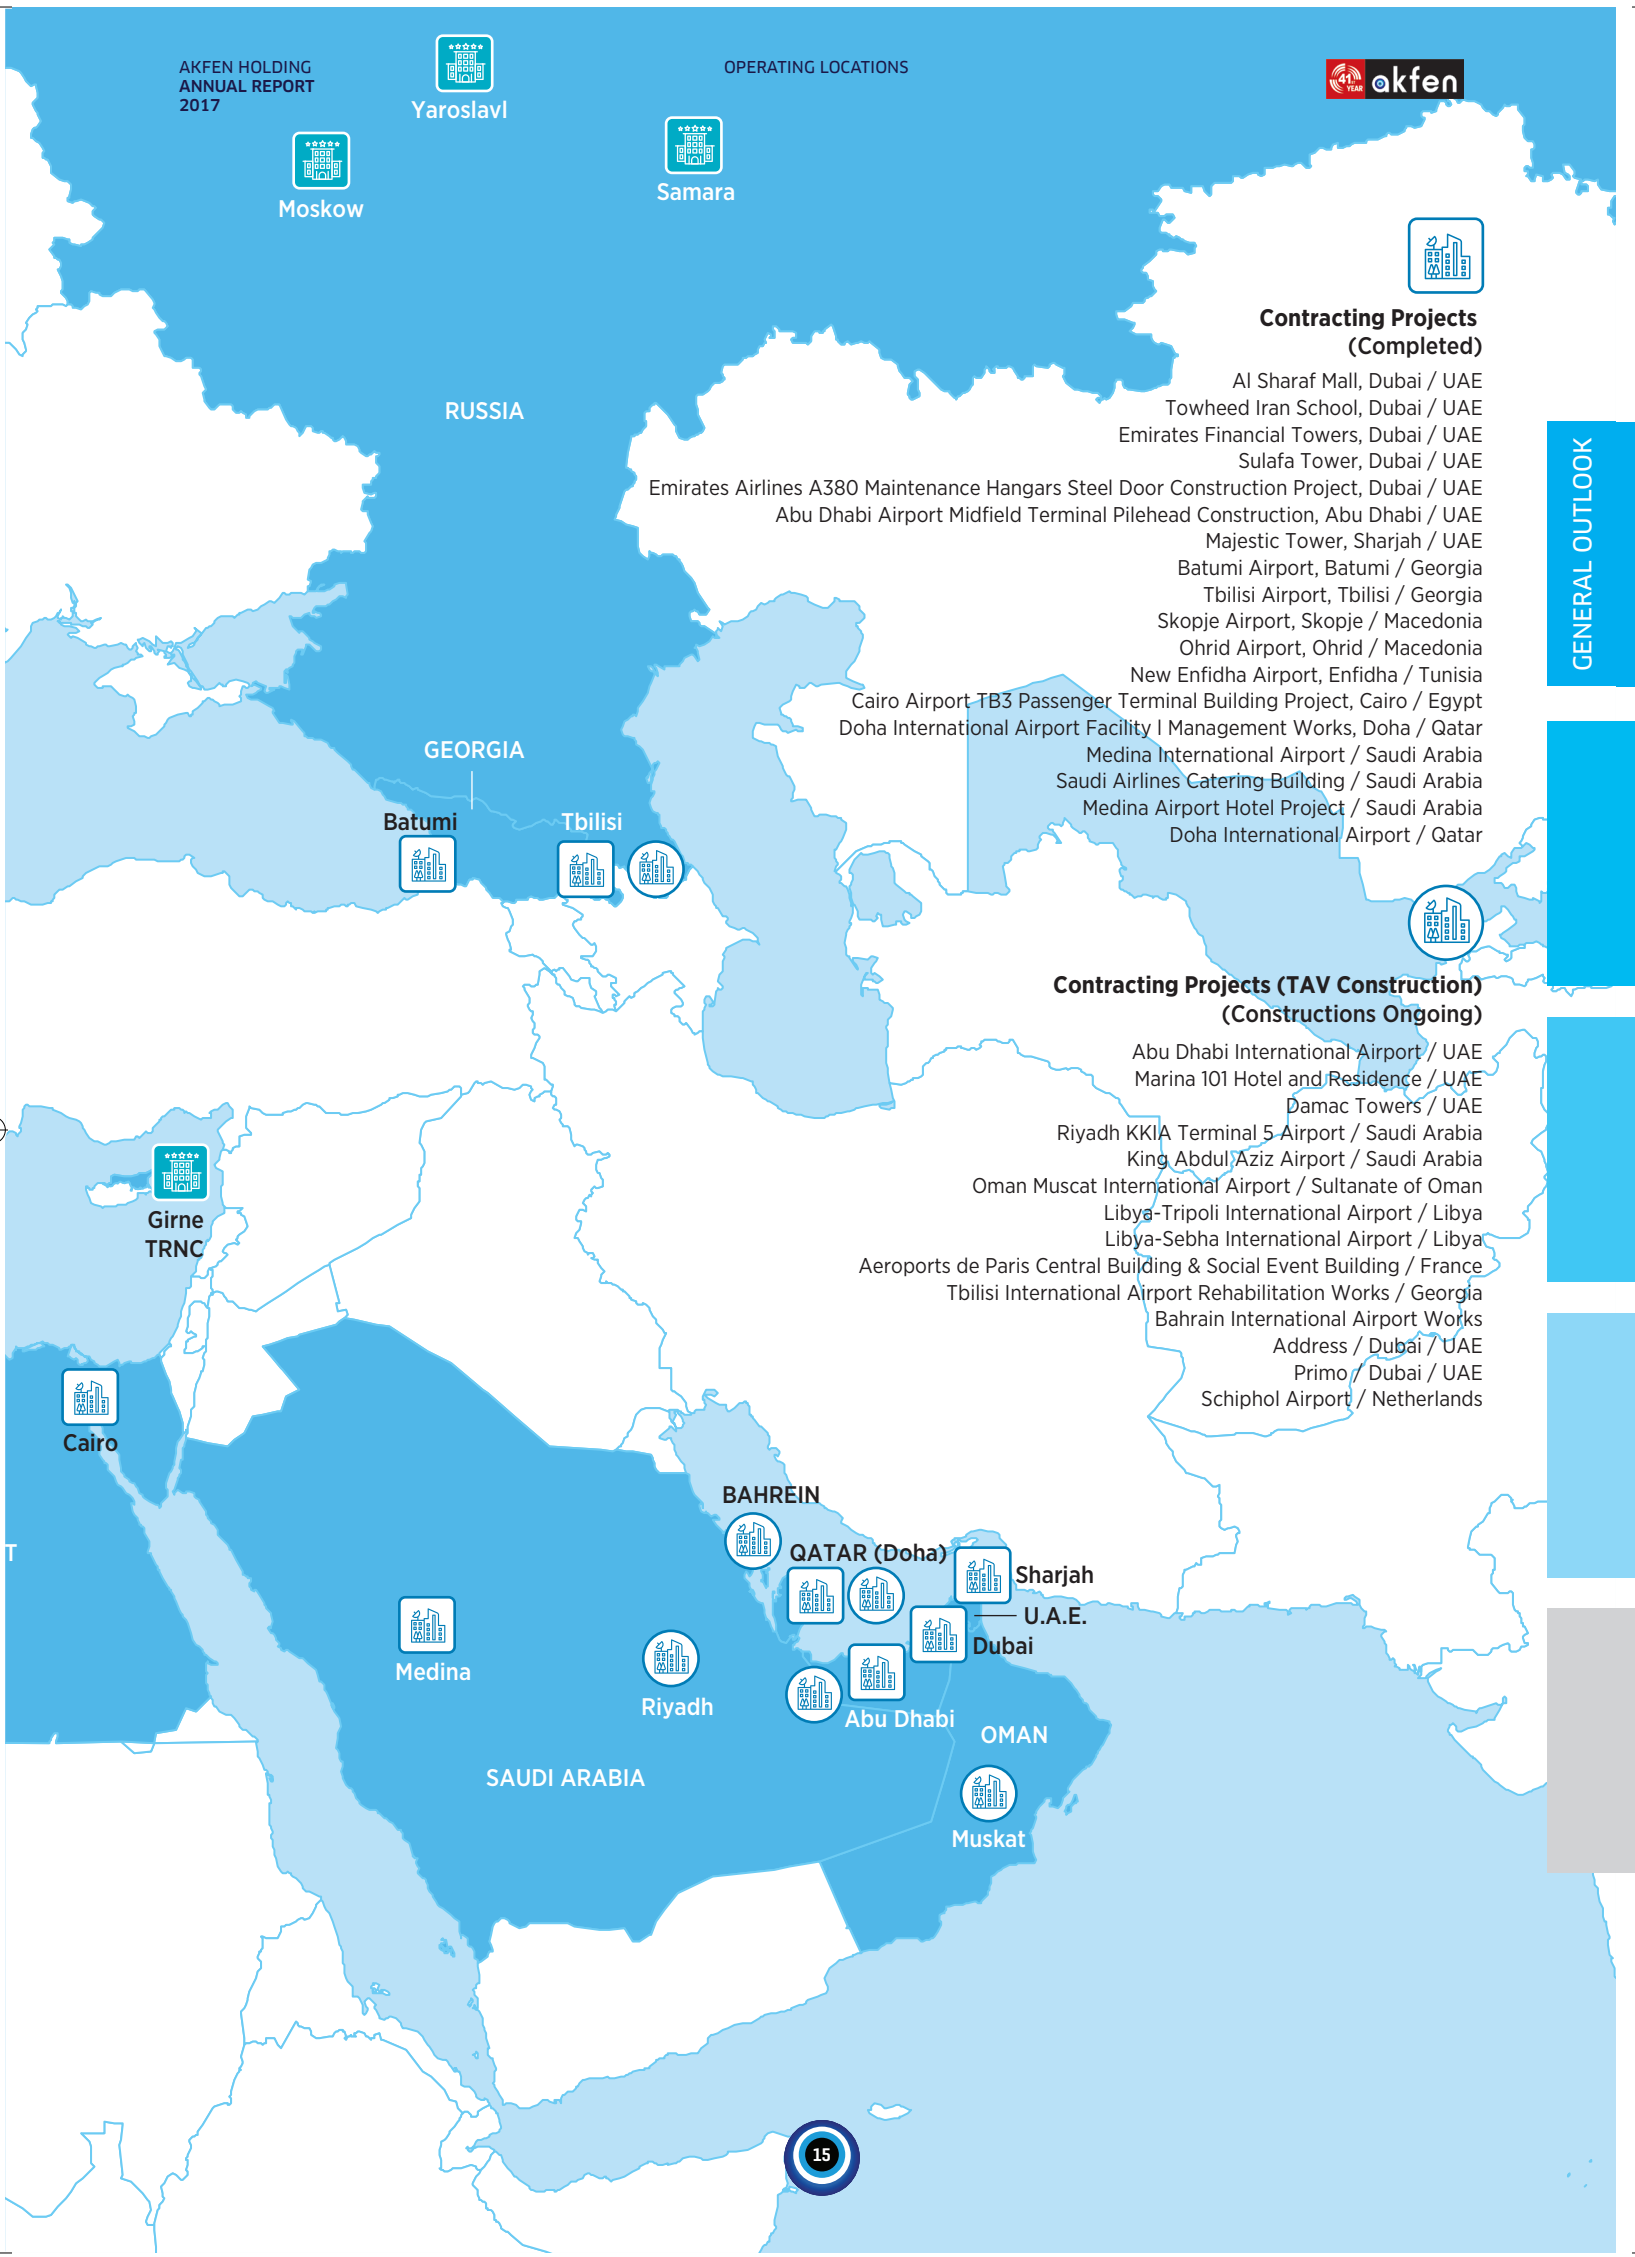 AKFEN HOLDING
ANNUAL REPORT
2017
OPERATING LOCATIONS
41st
YEAR
akfen
Yaroslavl
Moskow
Samara
RUSSIA
Contracting Projects
(Completed)
Al Sharaf Mall, Dubai / UAE
Towheed Iran School, Dubai / UAE
Emirates Financial Towers, Dubai / UAE
Sulafa Tower, Dubai / UAE
Emirates Airlines A380 Maintenance Hangars Steel Door Construction Project, Dubai / UAE
Abu Dhabi Airport Midfield Terminal Pilehead Construction, Abu Dhabi / UAE
Majestic Tower, Sharjah / UAE
Batumi Airport, Batumi / Georgia
Tbilisi Airport, Tbilisi / Georgia
Skopje Airport, Skopje / Macedonia
Ohrid Airport, Ohrid / Macedonia
New Enfidha Airport, Enfidha / Tunisia
Cairo Airport TB3 Passenger Terminal Building Project, Cairo / Egypt
Doha International Airport Facility l Management Works, Doha / Qatar
Medina International Airport / Saudi Arabia
Saudi Airlines Catering Building / Saudi Arabia
Medina Airport Hotel Project / Saudi Arabia
Doha International Airport / Qatar
GENERAL OUTLOOK
GEORGIA
Batumi
Tbilisi
Contracting Projects (TAV Construction)
(Constructions Ongoing)
Abu Dhabi International Airport / UAE
Marina 101 Hotel and Residence / UAE
Damac Towers / UAE
Riyadh KKIA Terminal 5 Airport / Saudi Arabia
King Abdul Aziz Airport / Saudi Arabia
Oman Muscat International Airport / Sultanate of Oman
Libya-Tripoli International Airport / Libya
Libya-Sebha International Airport / Libya
Aeroports de Paris Central Building & Social Event Building / France
Tbilisi International Airport Rehabilitation Works / Georgia
Bahrain International Airport Works
Address / Dubai / UAE
Primo / Dubai / UAE
Schiphol Airport / Netherlands
Girne
TRNC
Cairo
T
BAHREIN
QATAR (Doha)
Sharjah
U.A.E.
Dubai
Medina
Riyadh
Abu Dhabi
OMAN
SAUDI ARABIA
Muskat
15